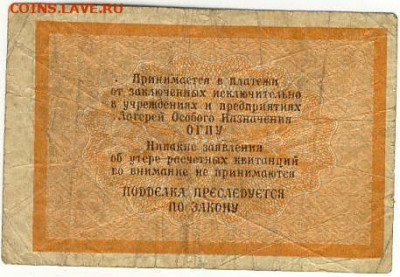 COINS.LAVE.RU
Принимается в платежи
от заключенных исключительно
в учреждениях и предприятиях
Лагерей Особого Назначения
ОГПУ
Никакие заявления
об утере расчетных квитанций
во внимание не принимаются
ПОДДЕЛКА ПРЕСЛЕДУЕТСЯ
ПО ЗАКОНУ